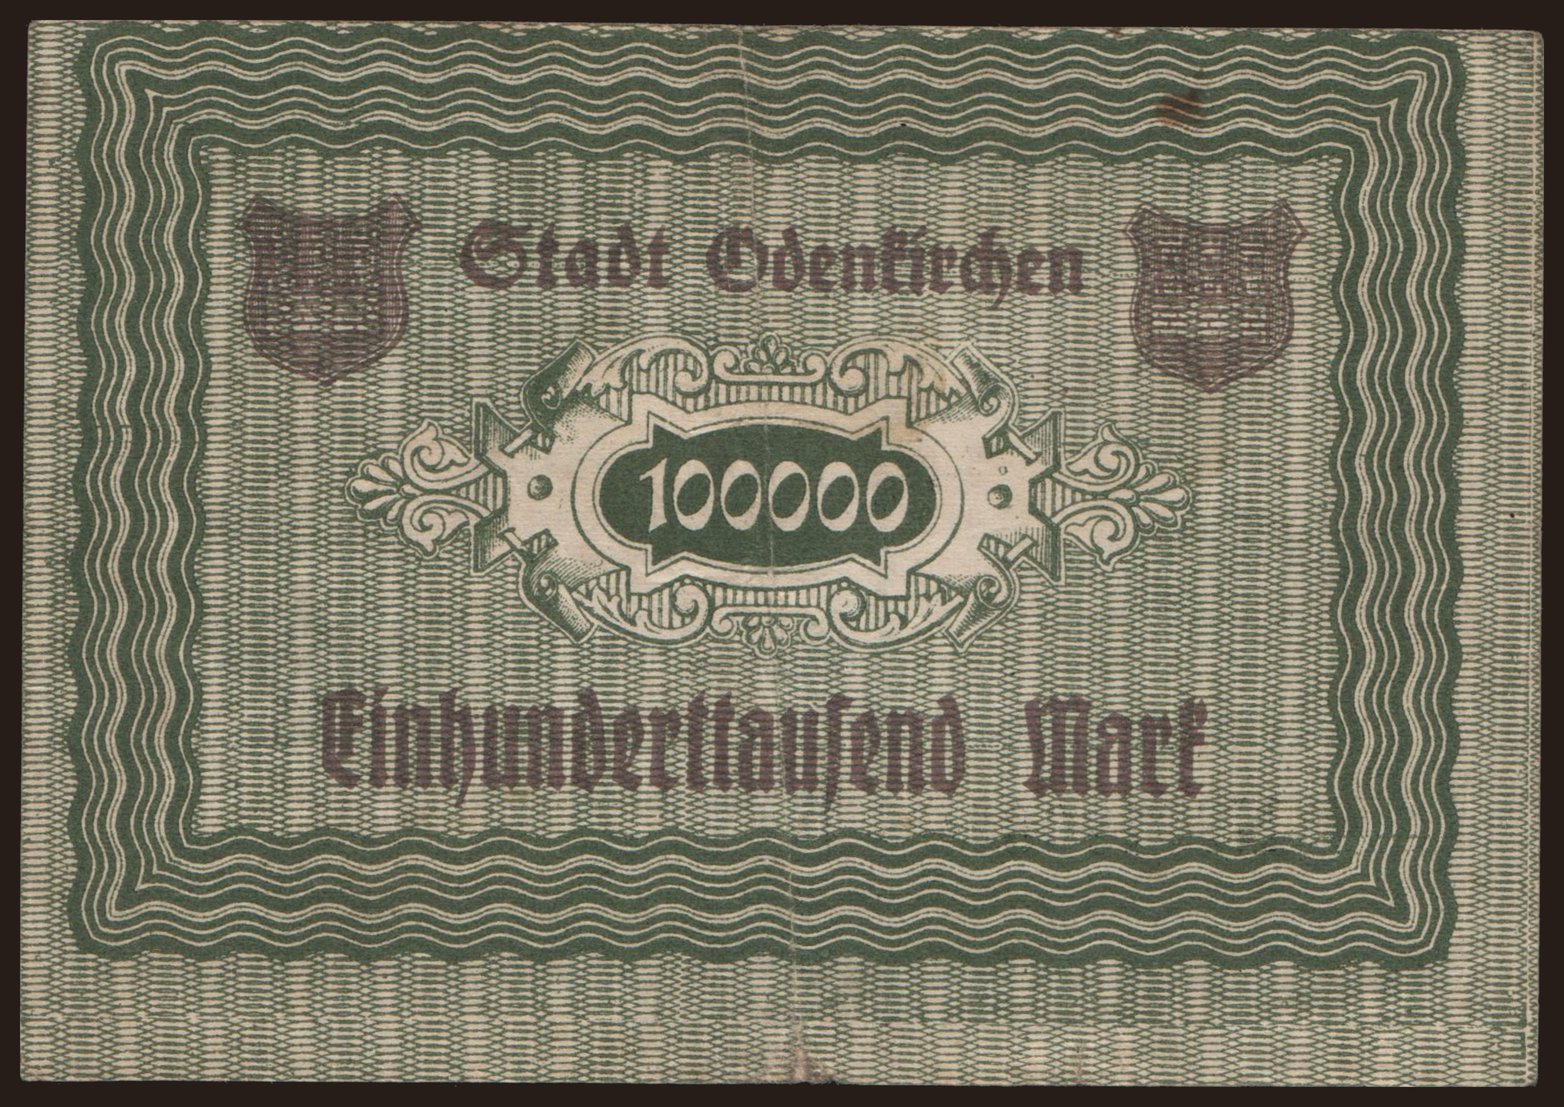 Stadt Odenkirchen
100000
Einhunderttausend Mark